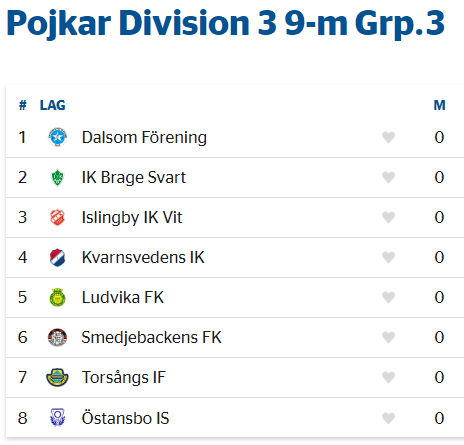 Pojkar Division 3 9-m Grp.3
# LAG M
1 Dalsom Förening 0
2 IK Brage Svart 0
3 Islingby IK Vit 0
4 Kvarnsvedens IK 0
5 Ludvika FK 0
6 Smedjebackens FK 0
7 Torsångs IF 0
8 Östansbo IS 0